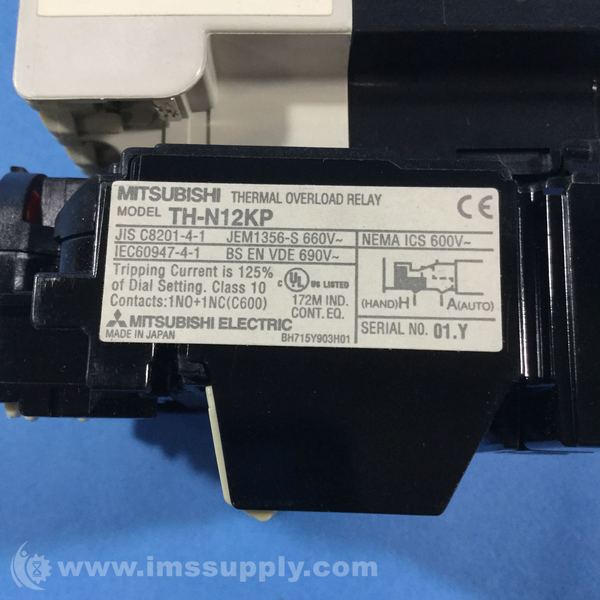 MITSUBISHI THERMAL OVERLOAD RELAY
MODEL TH-N12KP
CE
JIS C8201-4-1 JEM1356-S 660V~ NEMA ICS 600V~
IEC60947-4-1 BS EN VDE 690V~
Tripping Current is 125%
of Dial Setting. Class 10
Contacts:1NO+1NC(C600)
C UL US LISTED
172M IND.
CONT. EQ.
(HAND)H A(AUTO)
MITSUBISHI ELECTRIC
MADE IN JAPAN
BH715Y903H01
SERIAL NO. 01.Y
www.imssupply.com